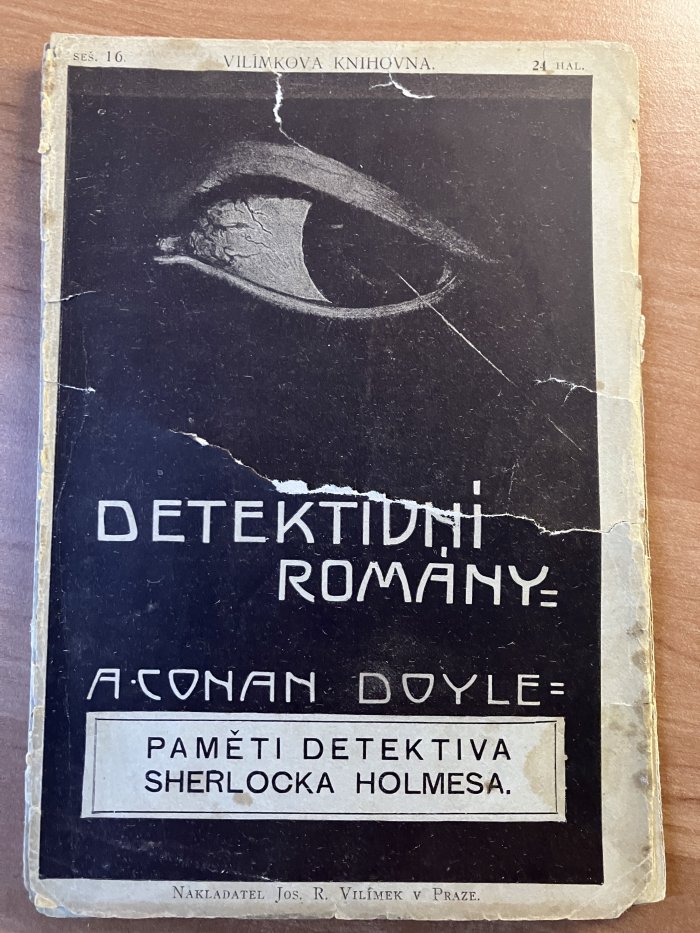 SEŠ. 16.
VILÍMKOVA KNIHOVNA.
24 HAL.
DETEKTIVNÍ
ROMÁNY=
A. CONAN DOYLE=
PAMĚTI DETEKTIVA
SHERLOCKA HOLMESA.
NAKLADATEL JOS. R. VILÍMEK V PRAZE.